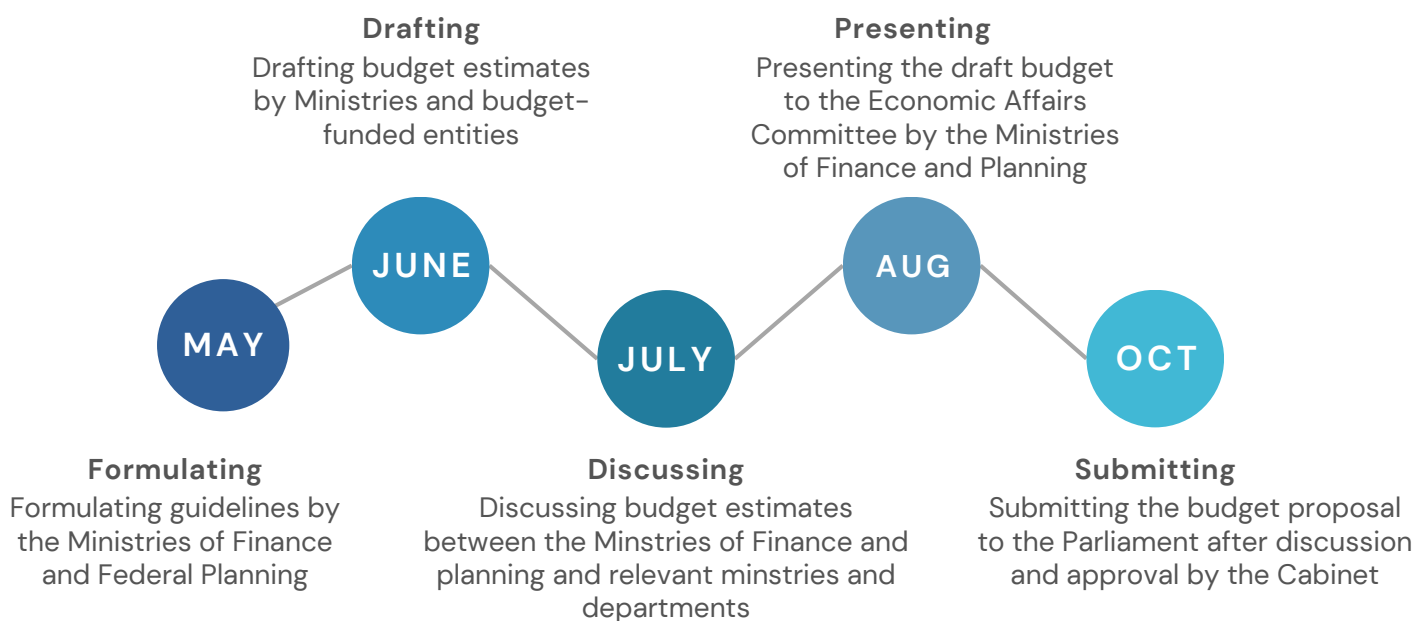 Drafting
Drafting budget estimates
by Ministries and budget-
funded entities
Presenting
Presenting the draft budget
to the Economic Affairs
Committee by the Ministries
of Finance and Planning
MAY
JUNE
JULY
AUG
OCT
Formulating
Formulating guidelines by
the Ministries of Finance
and Federal Planning
Discussing
Discussing budget estimates
between the Minstries of Finance and
planning and relevant minstries and
departments
Submitting
Submitting the budget proposal
to the Parliament after discussion
and approval by the Cabinet